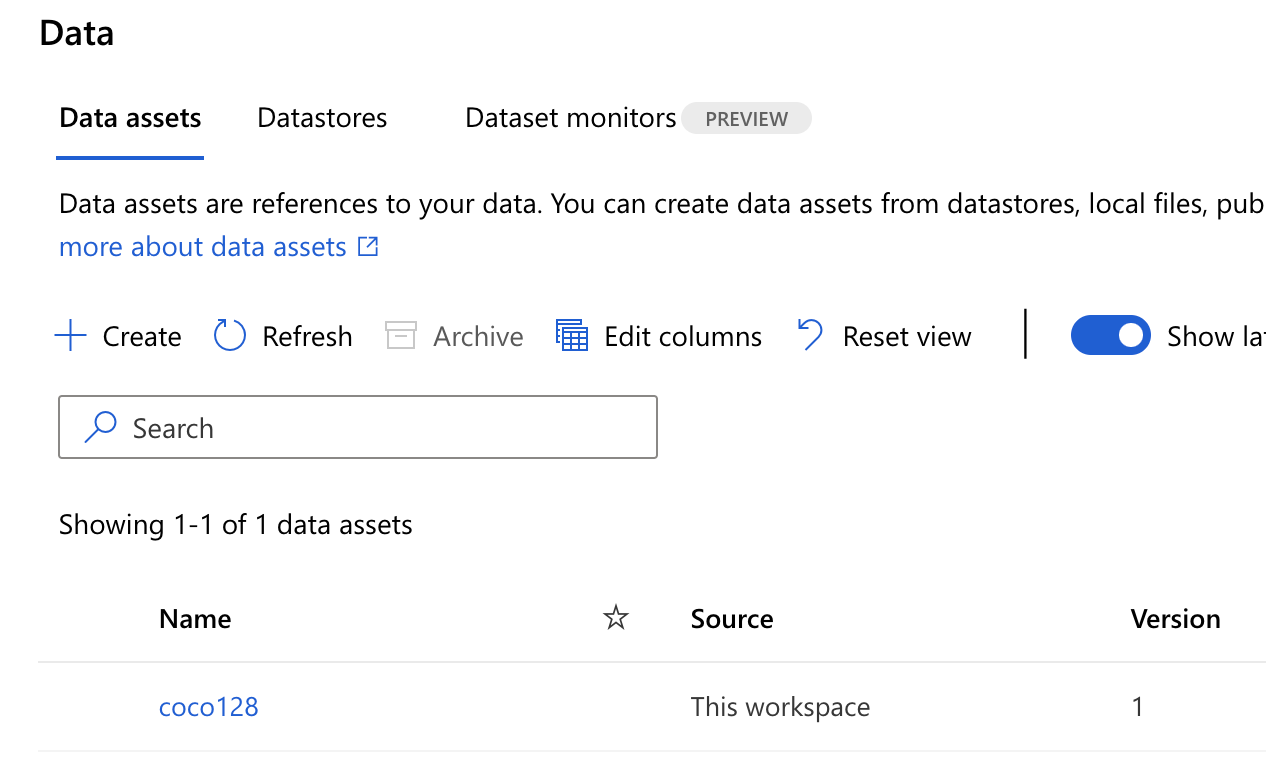 Data
Data assets Datastores Dataset monitors PREVIEW
Data assets are references to your data. You can create data assets from datastores, local files, pub
more about data assets
Create Refresh Archive Edit columns Reset view Show lat
Search
Showing 1-1 of 1 data assets
Name Source Version
coco128 This workspace 1